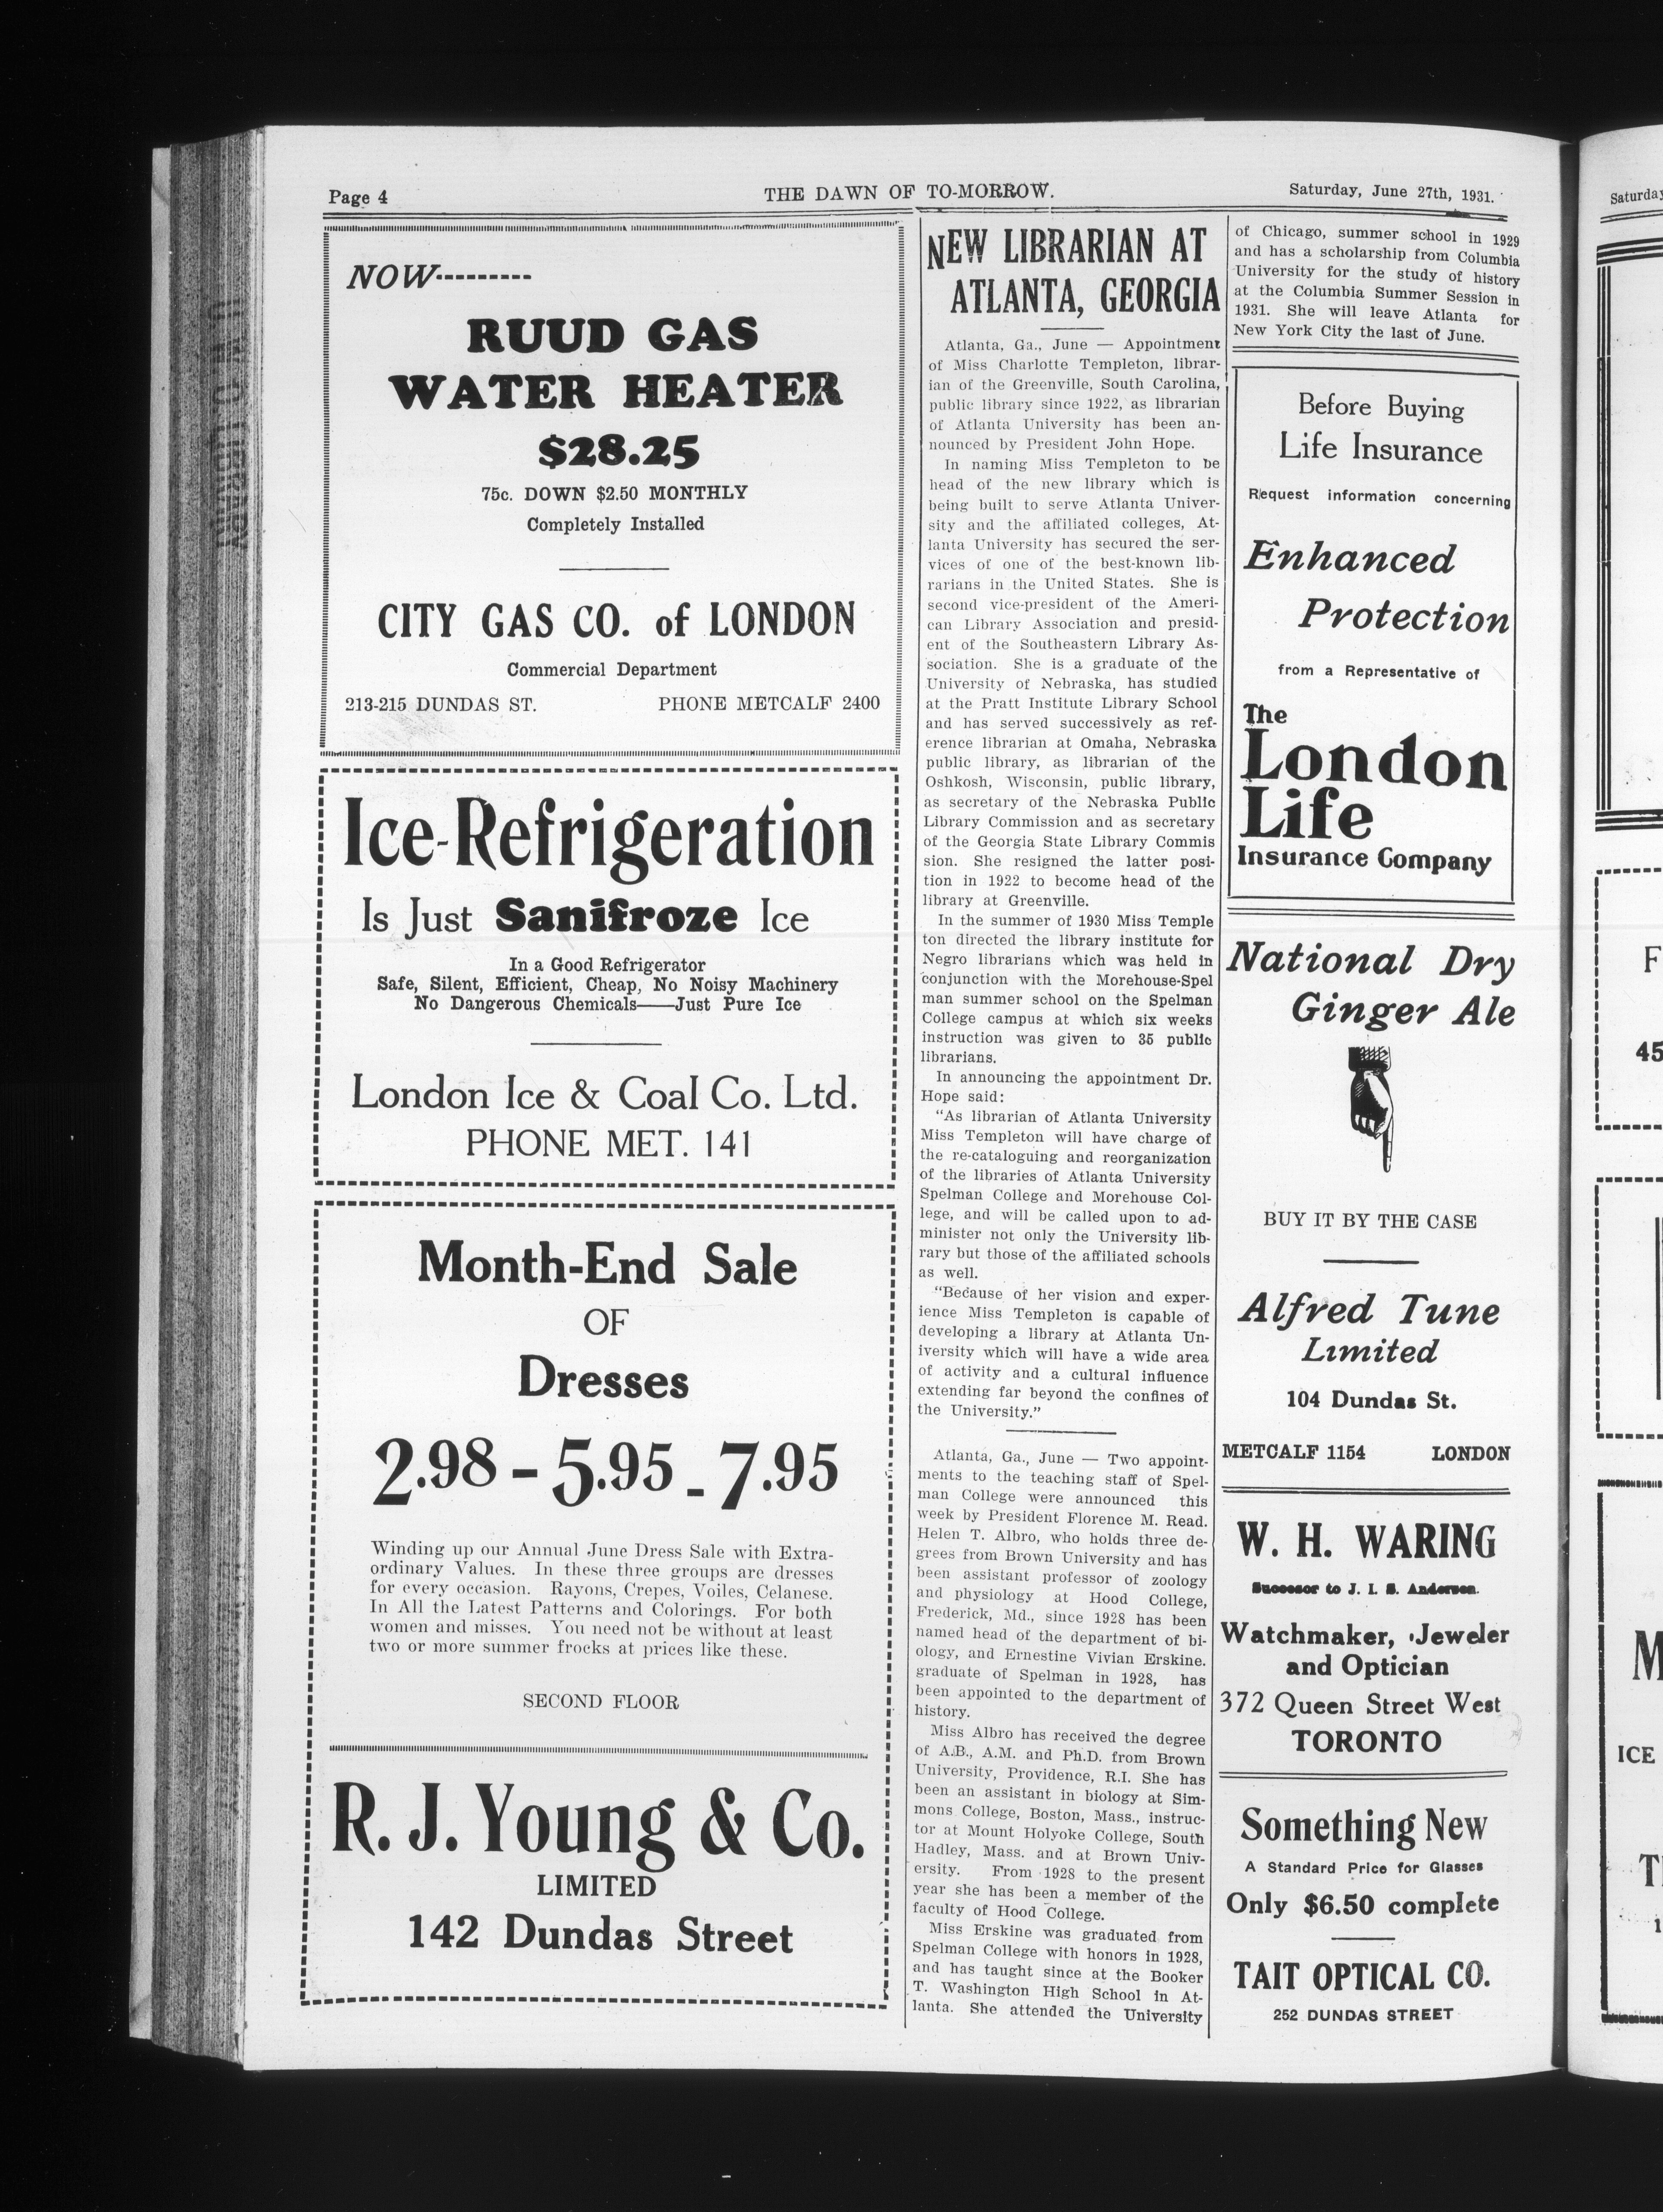 Page 4
THE DAWN OF TO-MORROW.
Saturday, June 27th, 1931.
NOW---------
RUUD GAS
WATER HEATER
$28.25
75c. DOWN $2.50 MONTHLY
Completely Installed
CITY GAS CO. of LONDON
Commercial Department
213-215 DUNDAS ST. PHONE METCALF 2400
Ice-Refrigeration
Is Just Sanifroze Ice
In a Good Refrigerator
Safe, Silent, Efficient, Cheap, No Noisy Machinery
No Dangerous Chemicals——Just Pure Ice
London Ice & Coal Co. Ltd.
PHONE MET. 141
Month-End Sale
OF
Dresses
2.98 - 5.95 - 7.95
Winding up our Annual June Dress Sale with Extra-
ordinary Values. In these three groups are dresses
for every occasion. Rayons, Crepes, Voiles, Celanese.
In All the Latest Patterns and Colorings. For both
women and misses. You need not be without at least
two or more summer frocks at prices like these.
SECOND FLOOR
R. J. Young & Co.
LIMITED
142 Dundas Street
NEW LIBRARIAN AT
ATLANTA, GEORGIA
Atlanta, Ga., June — Appointment
of Miss Charlotte Templeton, librar-
ian of the Greenville, South Carolina,
public library since 1922, as librarian
of Atlanta University has been an-
nounced by President John Hope.
In naming Miss Templeton to be
head of the new library which is
being built to serve Atlanta Univer-
sity and the affiliated colleges, At-
lanta University has secured the ser-
vices of one of the best-known lib-
rarians in the United States. She is
second vice-president of the Ameri-
can Library Association and presid-
ent of the Southeastern Library As-
sociation. She is a graduate of the
University of Nebraska, has studied
at the Pratt Institute Library School
and has served successively as ref-
erence librarian at Omaha, Nebraska
public library, as librarian of the
Oshkosh, Wisconsin, public library,
as secretary of the Nebraska Public
Library Commission and as secretary
of the Georgia State Library Commis
sion. She resigned the latter posi-
tion in 1922 to become head of the
library at Greenville.
In the summer of 1930 Miss Temple
ton directed the library institute for
Negro librarians which was held in
conjunction with the Morehouse-Spel
man summer school on the Spelman
College campus at which six weeks
instruction was given to 35 public
librarians.
In announcing the appointment Dr.
Hope said:
"As librarian of Atlanta University
Miss Templeton will have charge of
the re-cataloguing and reorganization
of the libraries of Atlanta University
Spelman College and Morehouse Col-
lege, and will be called upon to ad-
minister not only the University lib-
rary but those of the affiliated schools
as well.
"Because of her vision and exper-
ience Miss Templeton is capable of
developing a library at Atlanta Un-
iversity which will have a wide area
of activity and a cultural influence
extending far beyond the confines of
the University."
Atlanta, Ga., June — Two appoint-
ments to the teaching staff of Spel-
man College were announced this
week by President Florence M. Read.
Helen T. Albro, who holds three de-
grees from Brown University and has
been assistant professor of zoology
and physiology at Hood College,
Frederick, Md., since 1928 has been
named head of the department of bi-
ology, and Ernestine Vivian Erskine.
graduate of Spelman in 1928, has
been appointed to the department of
history.
Miss Albro has received the degree
of A.B., A.M. and Ph.D. from Brown
University, Providence, R.I. She has
been an assistant in biology at Sim-
mons College, Boston, Mass., instruc-
tor at Mount Holyoke College, South
Hadley, Mass. and at Brown Univ-
ersity. From 1928 to the present
year she has been a member of the
faculty of Hood College.
Miss Erskine was graduated from
Spelman College with honors in 1928,
and has taught since at the Booker
T. Washington High School in At-
lanta. She attended the University
of Chicago, summer school in 1929
and has a scholarship from Columbia
University for the study of history
at the Columbia Summer Session in
1931. She will leave Atlanta for
New York City the last of June.
Before Buying
Life Insurance
Request information concerning
Enhanced
Protection
from a Representative of
The
London
Life
Insurance Company
National Dry
Ginger Ale
BUY IT BY THE CASE
Alfred Tune
Limited
104 Dundas St.
METCALF 1154 LONDON
W. H. WARING
Succesor to J. I. S. Anderson.
Watchmaker, Jeweler
and Optician
372 Queen Street West
TORONTO
Something New
A Standard Price for Glasses
Only $6.50 complete
TAIT OPTICAL CO.
252 DUNDAS STREET
Saturday
F
45
M
ICE